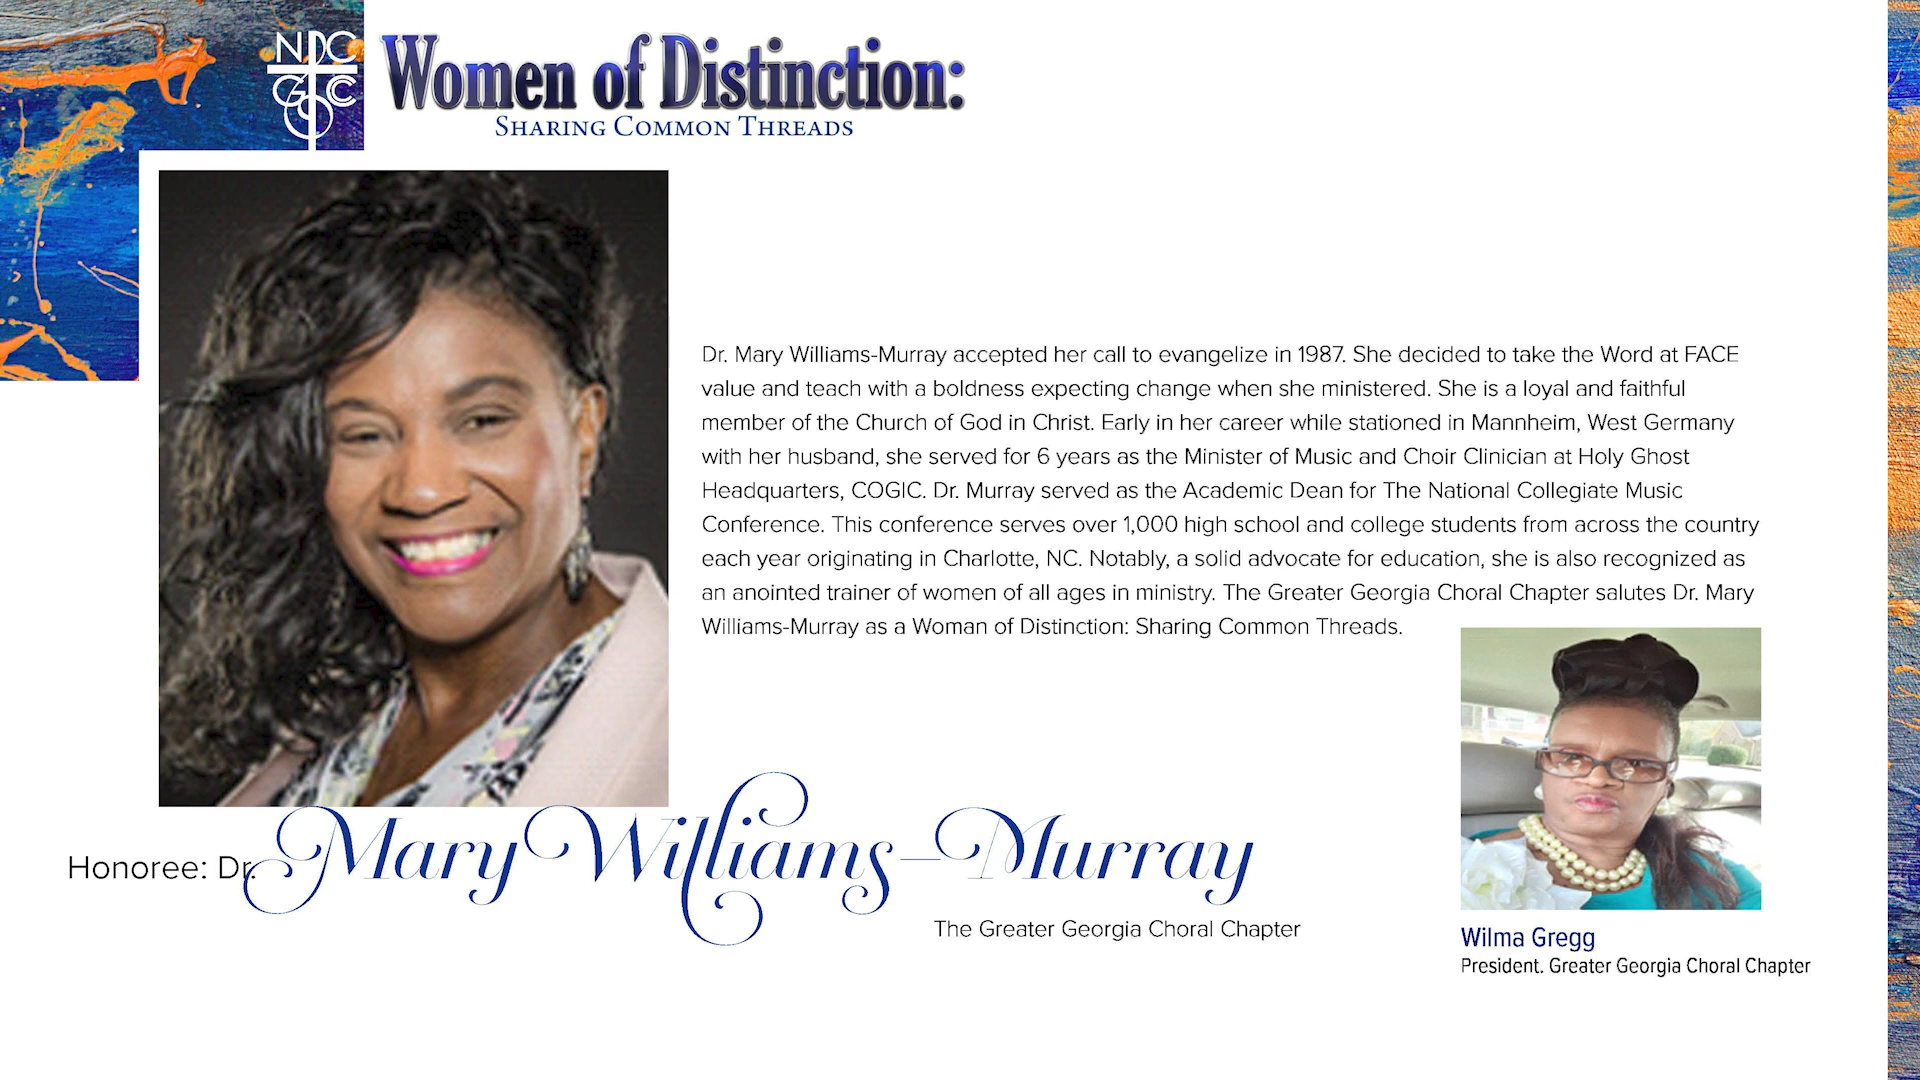 NDC
GCC
Women of Distinction:
Sharing Common Threads
Dr. Mary Williams-Murray accepted her call to evangelize in 1987. She decided to take the Word at FACE
value and teach with a boldness expecting change when she ministered. She is a loyal and faithful
member of the Church of God in Christ. Early in her career while stationed in Mannheim, West Germany
with her husband, she served for 6 years as the Minister of Music and Choir Clinician at Holy Ghost
Headquarters, COGIC. Dr. Murray served as the Academic Dean for The National Collegiate Music
Conference. This conference serves over 1,000 high school and college students from across the country
each year originating in Charlotte, NC. Notably, a solid advocate for education, she is also recognized as
an anointed trainer of women of all ages in ministry. The Greater Georgia Choral Chapter salutes Dr. Mary
Williams-Murray as a Woman of Distinction: Sharing Common Threads.
Honoree: Dr. Mary Williams-Murray
The Greater Georgia Choral Chapter
Wilma Gregg
President. Greater Georgia Choral Chapter